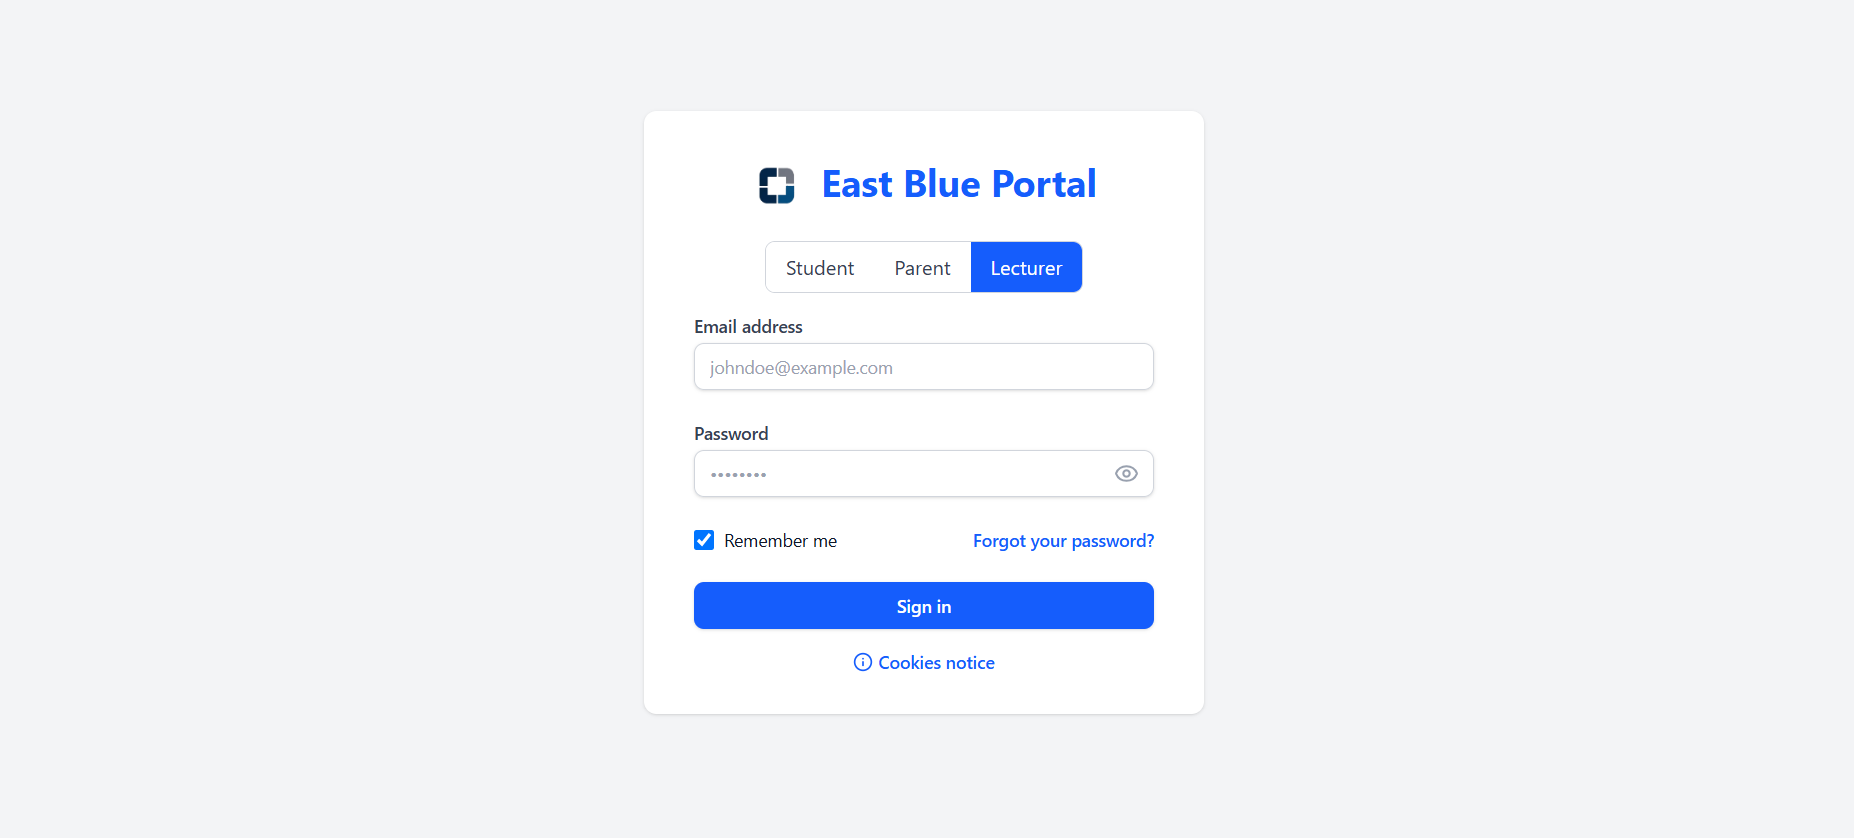 East Blue Portal
Student Parent Lecturer
Email address
johndoe@example.com
Password
••••••••
Remember me Forgot your password?
Sign in
Cookies notice